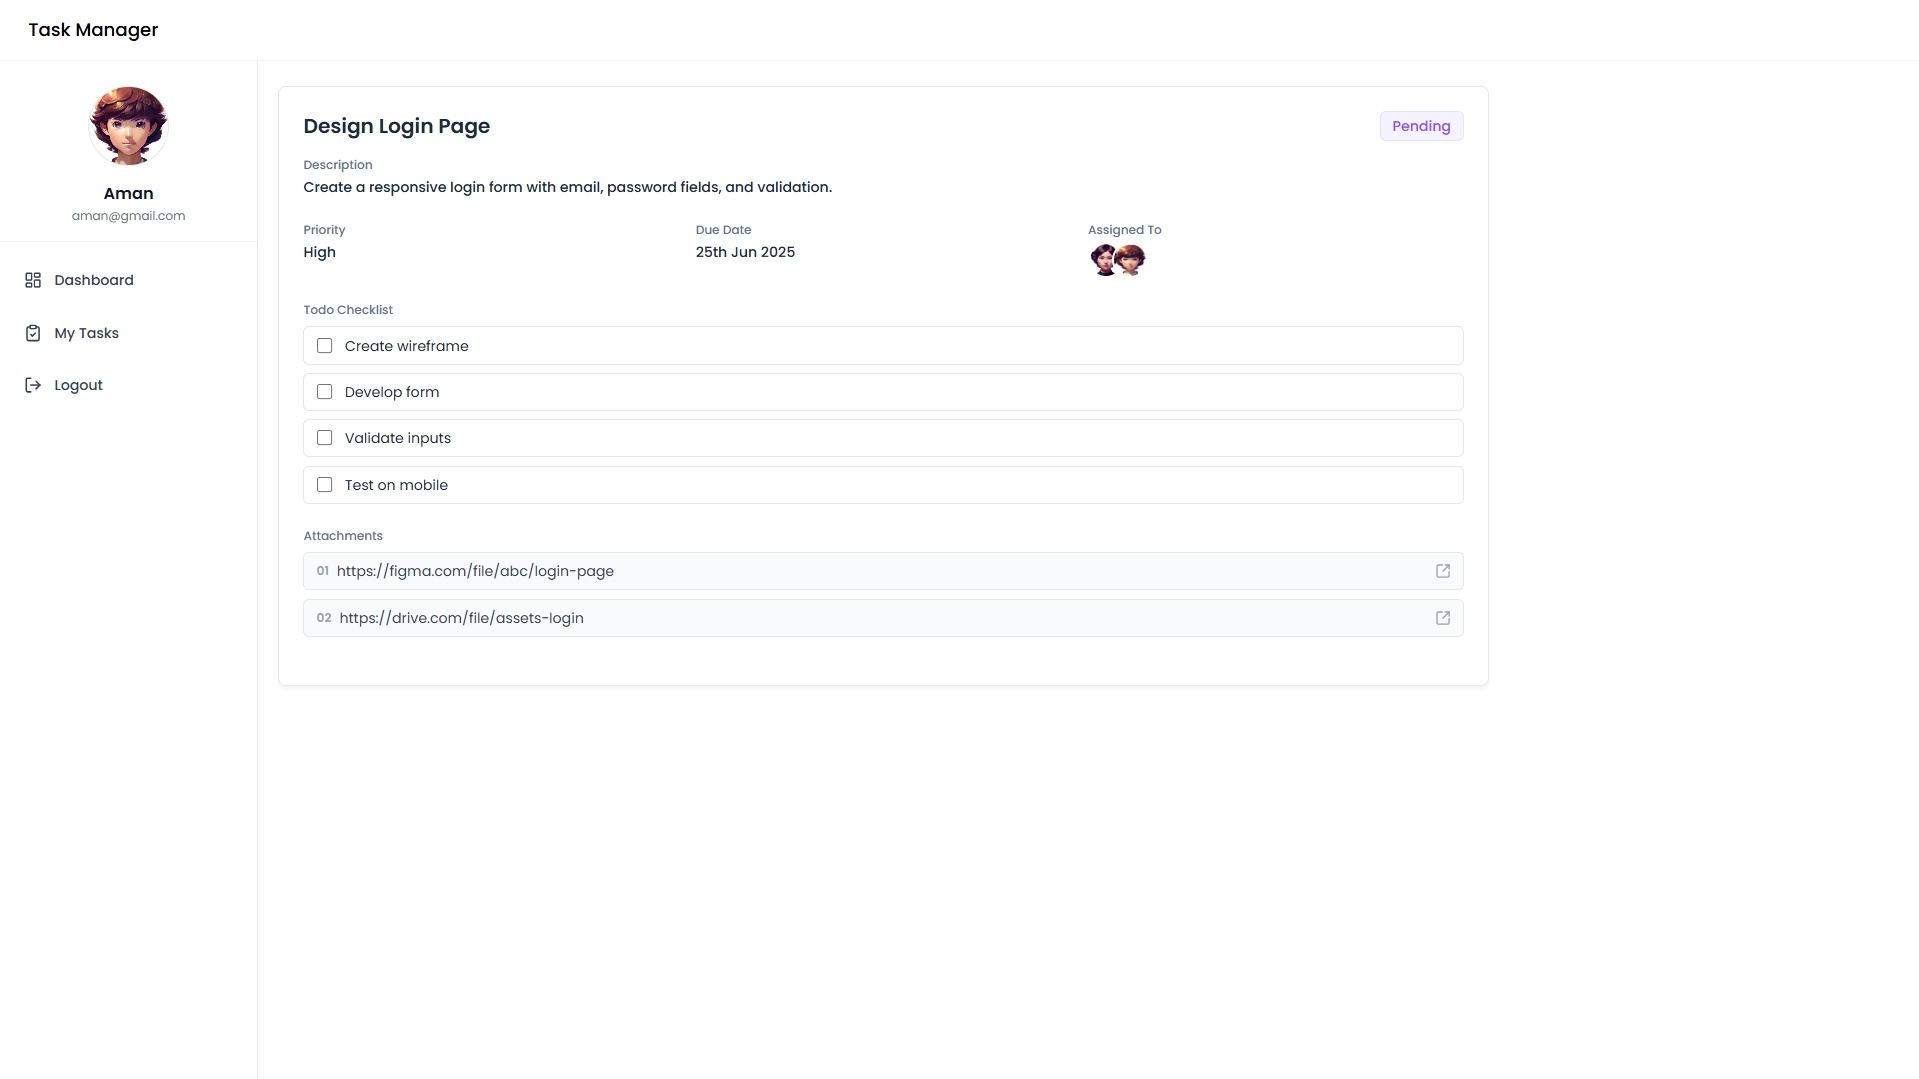 Task Manager
Aman
aman@gmail.com
Dashboard
My Tasks
Logout
Design Login Page
Pending
Description
Create a responsive login form with email, password fields, and validation.
Priority
High
Due Date
25th Jun 2025
Assigned To
Todo Checklist
Create wireframe
Develop form
Validate inputs
Test on mobile
Attachments
01 https://figma.com/file/abc/login-page
02 https://drive.com/file/assets-login